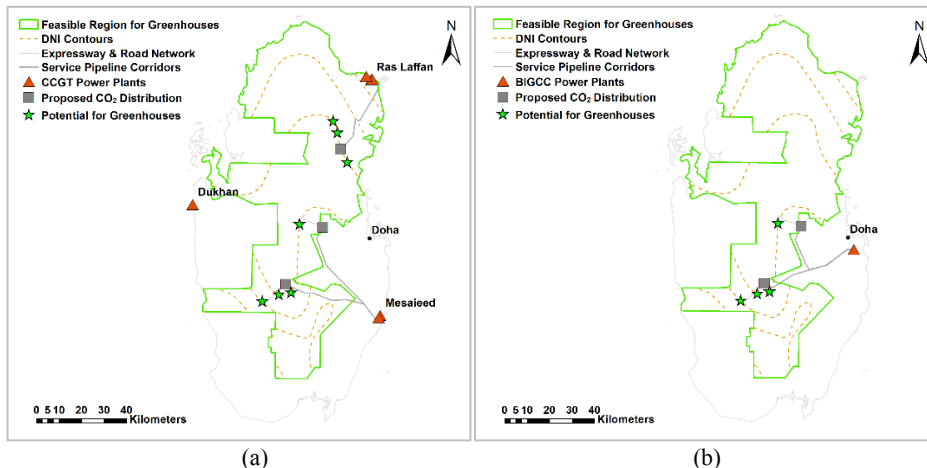 Feasible Region for Greenhouses
DNI Contours
Expressway & Road Network
Service Pipeline Corridors
CCGT Power Plants
Proposed CO₂ Distribution
Potential for Greenhouses
N
Ras Laffan
Dukhan
Doha
Mesaieed
0 5 10 20 30 40
Kilometers
(a)
Feasible Region for Greenhouses
DNI Contours
Expressway & Road Network
Service Pipeline Corridors
BIGCC Power Plants
Proposed CO₂ Distribution
Potential for Greenhouses
N
Doha
0 5 10 20 30 40
Kilometers
(b)